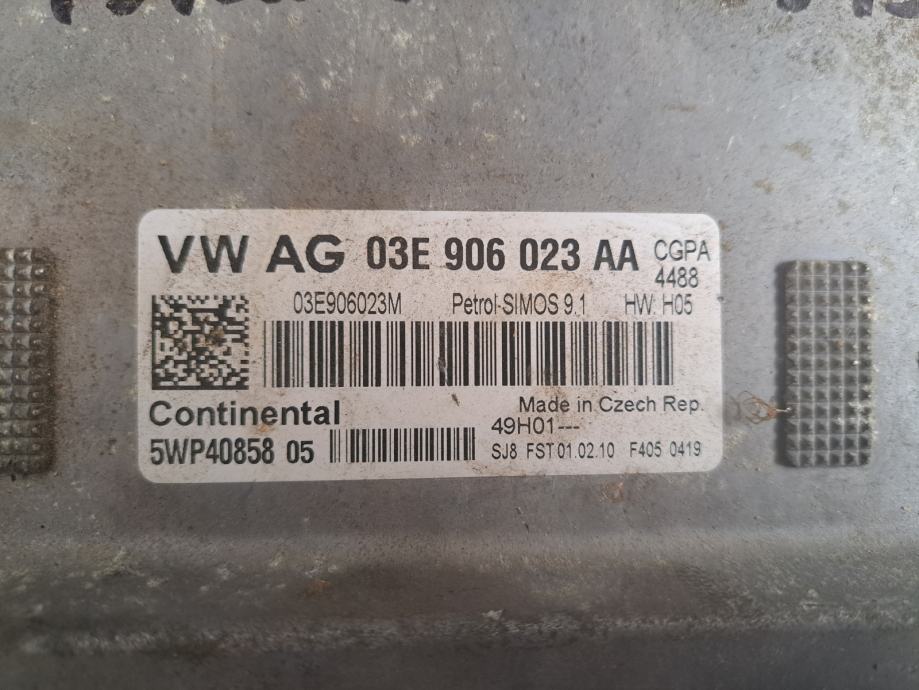 VW AG 03E 906 023 AA CGPA
4488
03E906023M Petrol-SIMOS 9.1 HW: H05
Continental Made in Czech Rep.
49H01---
5WP40858 05 SJ8 FST 01.02.10 F405 0419